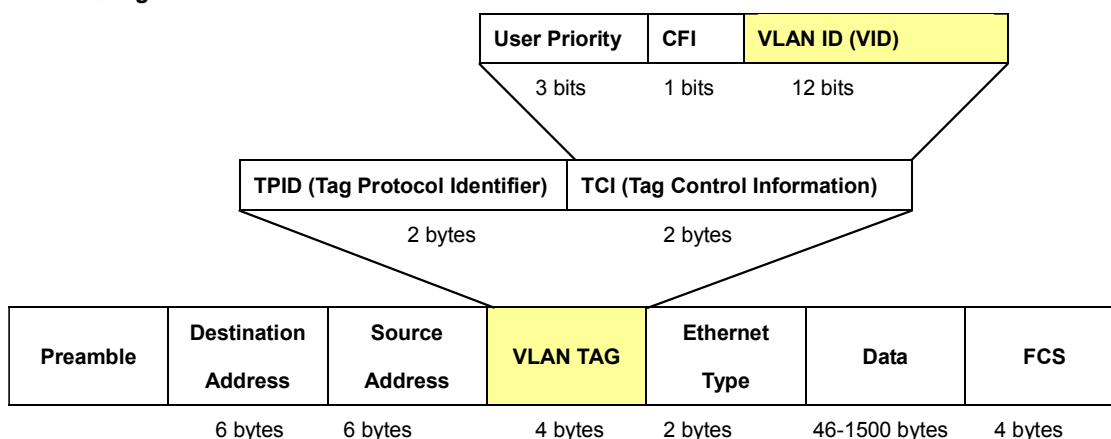 User Priority CFI VLAN ID (VID)
3 bits 1 bits 12 bits
TPID (Tag Protocol Identifier) TCI (Tag Control Information)
2 bytes 2 bytes
Preamble Destination Address Source Address VLAN TAG Ethernet Type Data FCS
6 bytes 6 bytes 4 bytes 2 bytes 46-1500 bytes 4 bytes